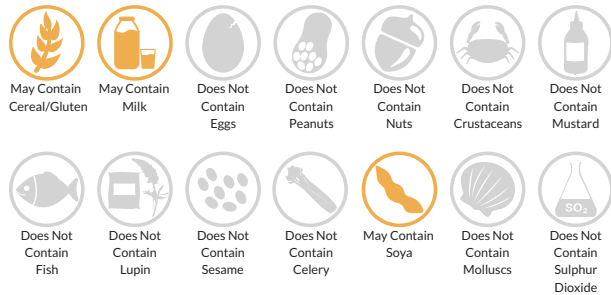 May Contain
Cereal/Gluten
May Contain
Milk
Does Not
Contain
Eggs
Does Not
Contain
Peanuts
Does Not
Contain
Nuts
Does Not
Contain
Crustaceans
Does Not
Contain
Mustard
Does Not
Contain
Fish
Does Not
Contain
Lupin
Does Not
Contain
Sesame
Does Not
Contain
Celery
May Contain
Soya
Does Not
Contain
Molluscs
SO₂
Does Not
Contain
Sulphur
Dioxide